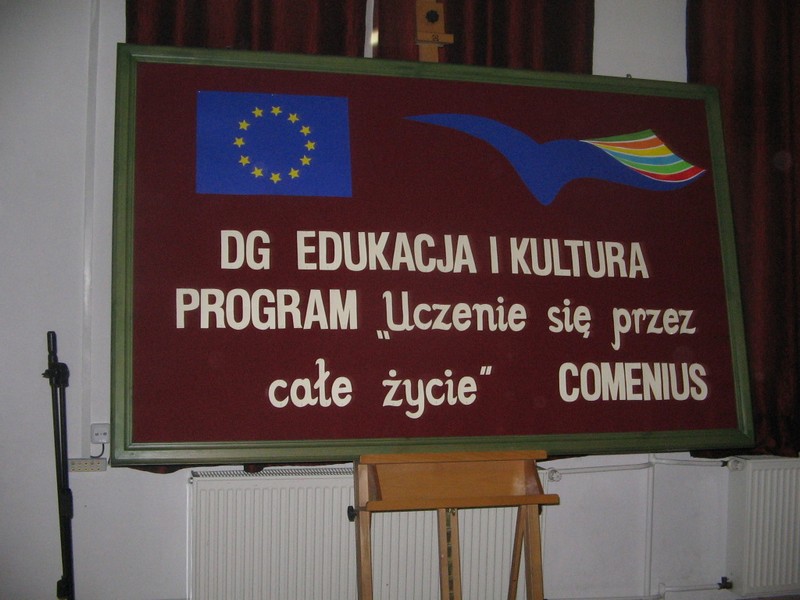 DG EDUKACJA I KULTURA
PROGRAM „Uczenie się przez
całe życie” COMENIUS